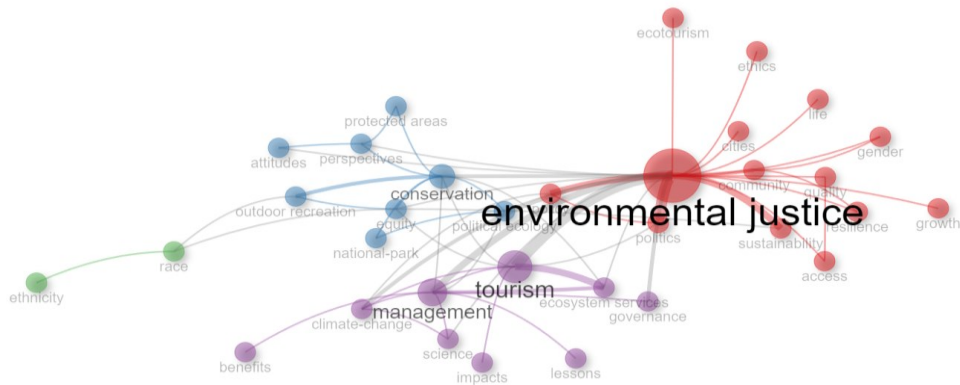 ecotourism
ethics
life
protected areas
cities
gender
attitudes
perspectives
conservation
community
quality
outdoor recreation
environmental justice
equity
political ecology
politics
resilience
growth
sustainability
national-park
race
access
tourism
ethnicity
ecosystem services
management
governance
climate-change
science
benefits
impacts
lessons